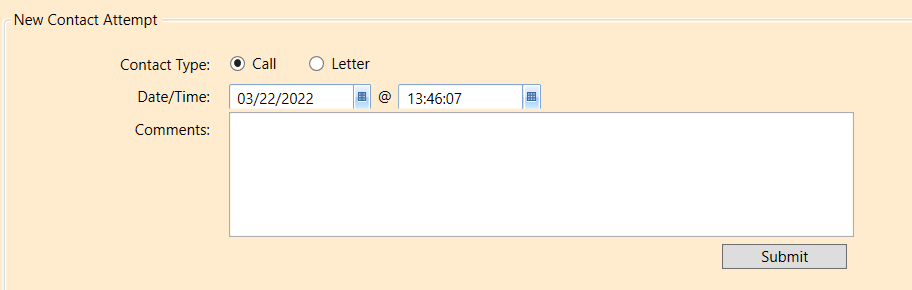 New Contact Attempt
Contact Type: Call Letter
Date/Time: 03/22/2022 @ 13:46:07
Comments:
Submit